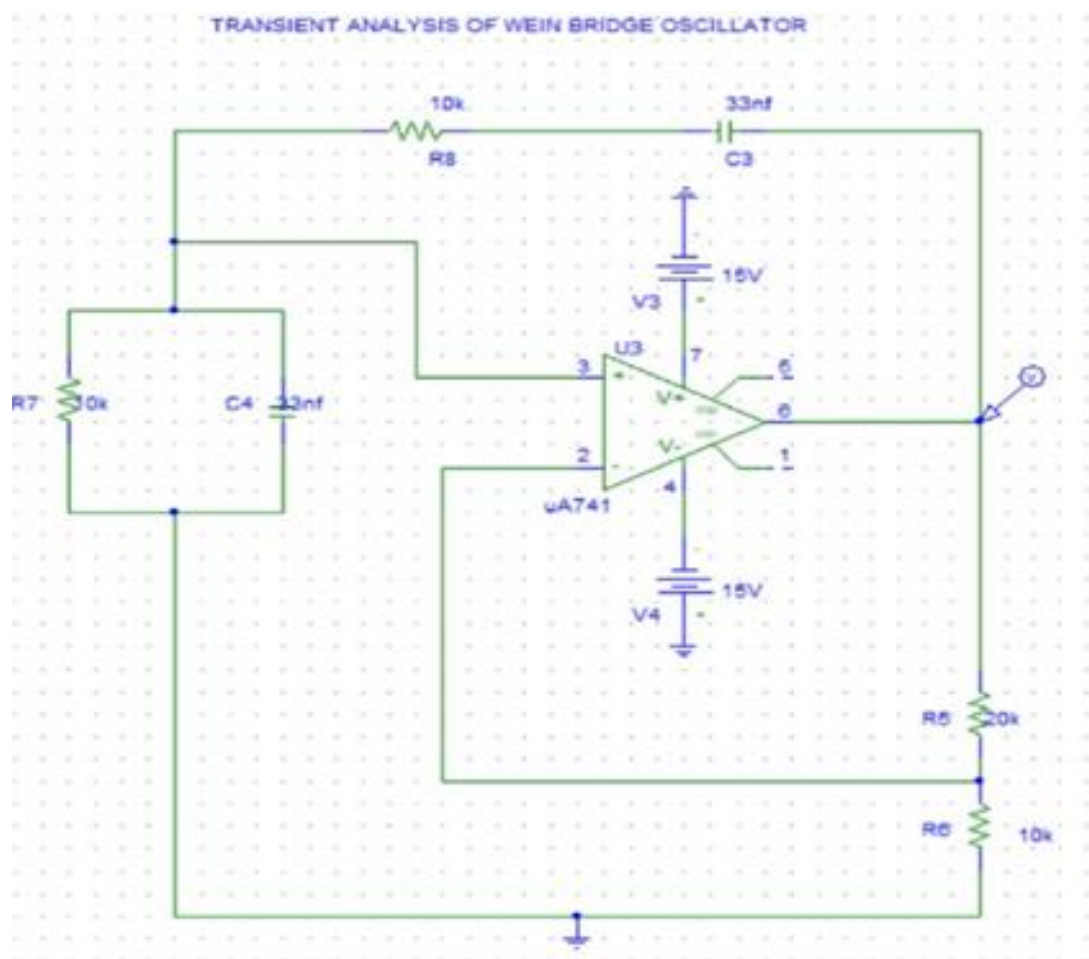 TRANSIENT ANALYSIS OF WEIN BRIDGE OSCILLATOR
10k
33nf
R8
C3
15V
V3
U3
7
3
5
R7
10k
C4
33nf
+
V+
6
V-
2
-
1
4
uA741
15V
V4
R5
20k
R6
10k